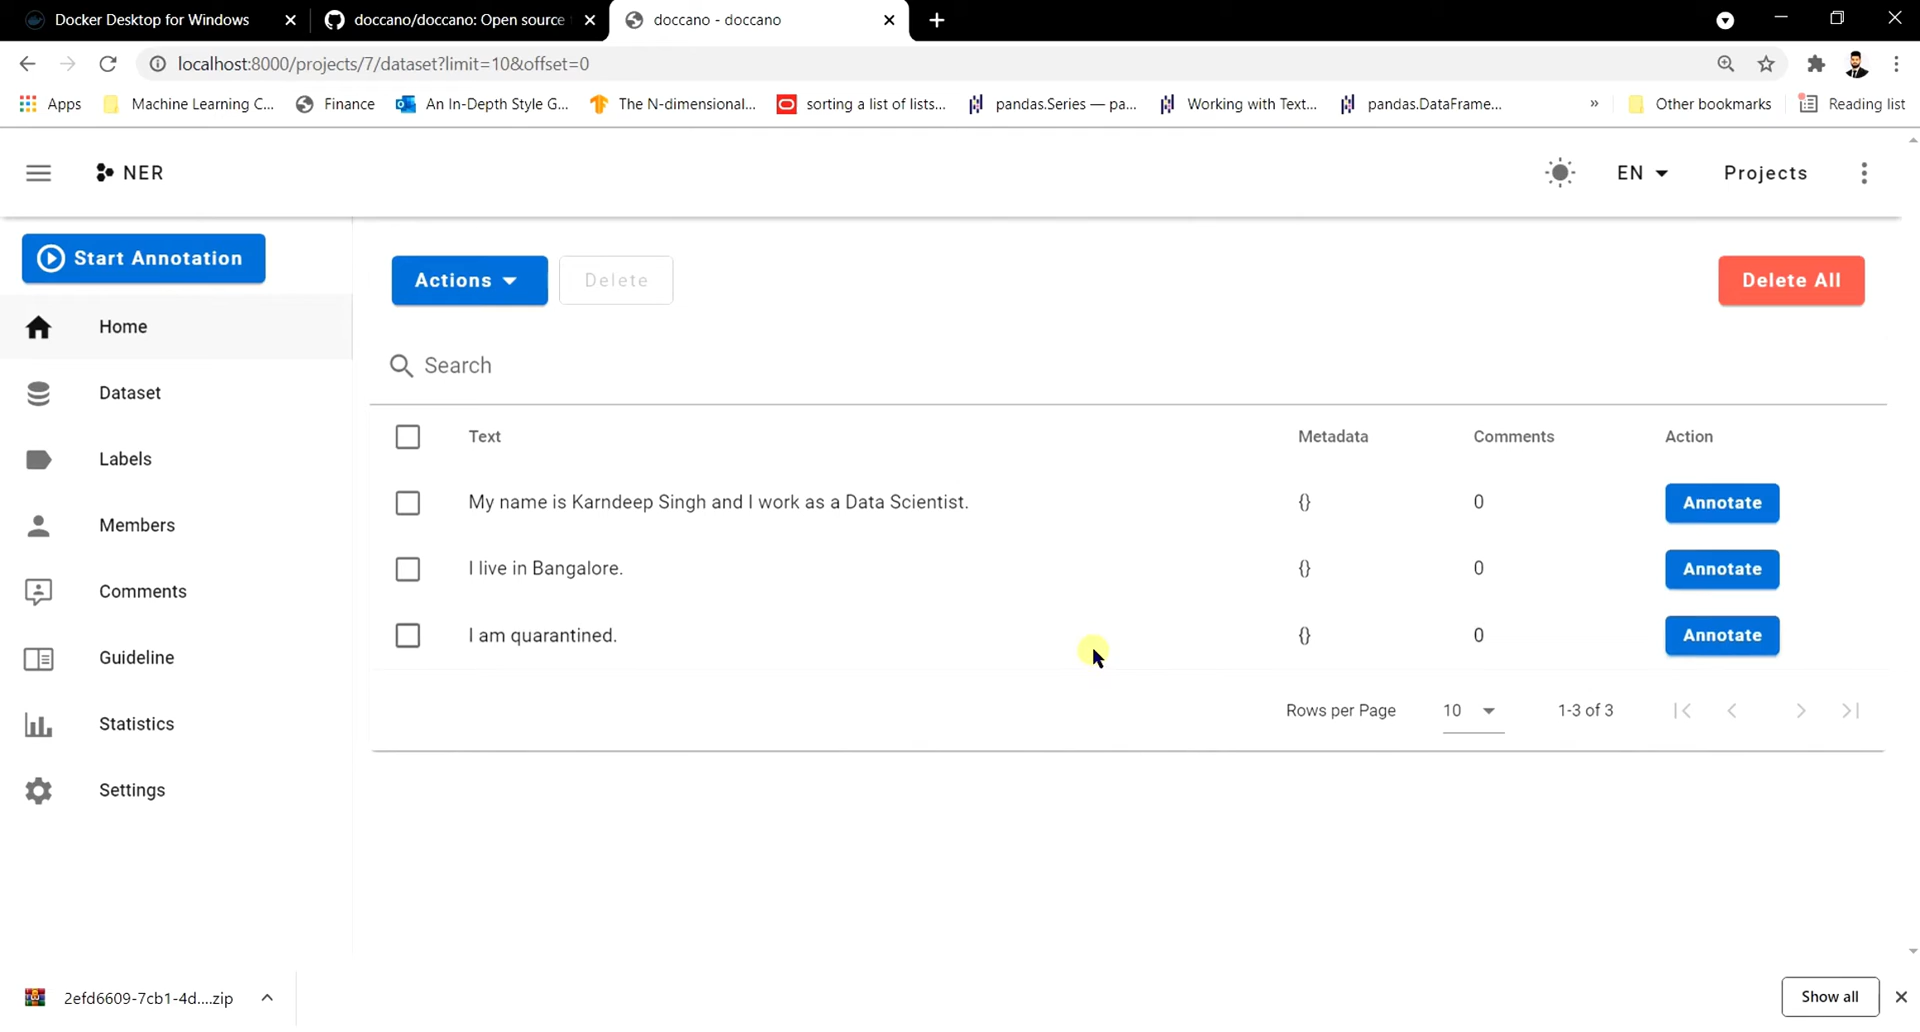 Docker Desktop for Windows
doccano/doccano: Open source
doccano - doccano
localhost:8000/projects/7/dataset?limit=10&offset=0
Apps
Machine Learning C...
Finance
An In-Depth Style G...
The N-dimensional...
sorting a list of lists...
pandas.Series — pa...
Working with Text...
pandas.DataFrame...
»
Other bookmarks
Reading list
NER
EN
Projects
Start Annotation
Home
Dataset
Labels
Members
Comments
Guideline
Statistics
Settings
Actions
Delete
Delete All
Search
Text Metadata Comments Action
My name is Karndeep Singh and I work as a Data Scientist. {} 0 Annotate
I live in Bangalore. {} 0 Annotate
I am quarantined. {} 0 Annotate
Rows per Page 10 1-3 of 3
2efd6609-7cb1-4d....zip
Show all